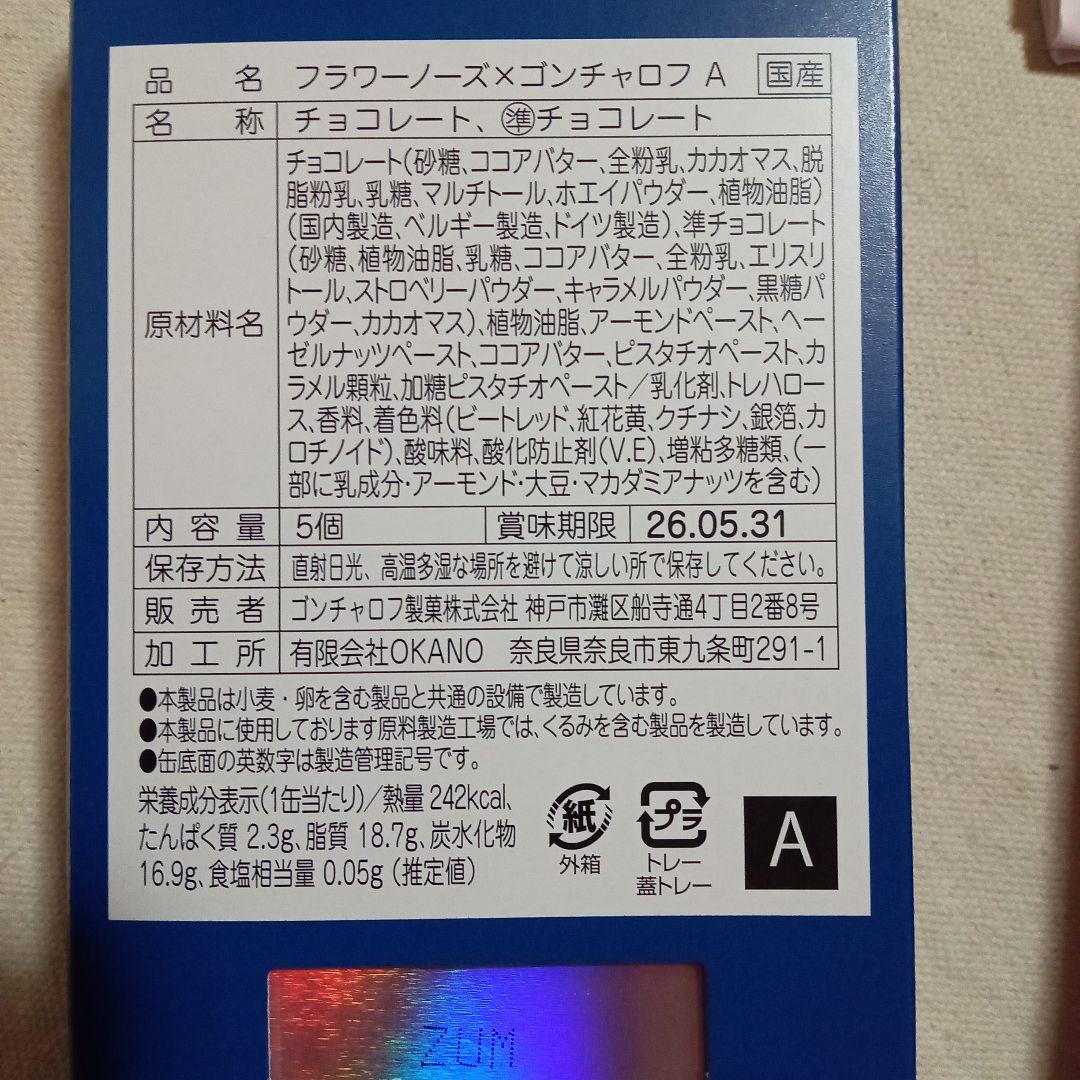 品名 フラワーノーズ×ゴンチャロフ A 国産
名称 チョコレート、㊝チョコレート
原材料名
チョコレート(砂糖、ココアバター、全粉乳、カカオマス、脱
脂粉乳、乳糖、マルチトール、ホエイパウダー、植物油脂)
(国内製造、ベルギー製造、ドイツ製造)、準チョコレート
(砂糖、植物油脂、乳糖、ココアバター、全粉乳、エリスリ
トール、ストロベリーパウダー、キャラメルパウダー、黒糖パ
ウダー、カカオマス)、植物油脂、アーモンドペースト、ヘー
ゼルナッツペースト、ココアバター、ピスタチオペースト、カ
ラメル顆粒、加糖ピスタチオペースト/乳化剤、トレハロー
ス、香料、着色料(ビートレッド、紅花黄、クチナシ、銀箔、カ
ロチノイド)、酸味料、酸化防止剤(V.E)、増粘多糖類、(一
部に乳成分・アーモンド・大豆・マカダミアナッツを含む)
内容量 5個 賞味期限 26.05.31
保存方法 直射日光、高温多湿な場所を避けて涼しい所で保存してください。
販売者 ゴンチャロフ製菓株式会社 神戸市灘区船寺通4丁目2番8号
加工所 有限会社OKANO 奈良県奈良市東九条町291-1
●本製品は小麦・卵を含む製品と共通の設備で製造しています。
●本製品に使用しております原料製造工場では、くるみを含む製品を製造しています。
●缶底面の英数字は製造管理記号です。
栄養成分表示(1缶当たり)/熱量 242kcal、
たんぱく質 2.3g、脂質 18.7g、炭水化物
16.9g、食塩相当量 0.05g (推定値)
紙
外箱
プラ
トレー
蓋トレー
A
ZUM